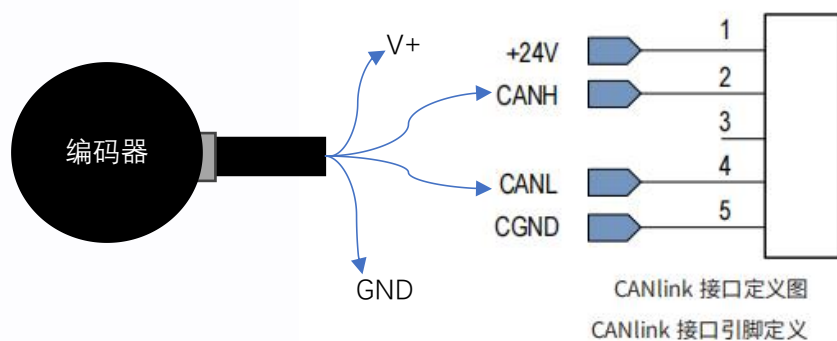 编码器
V+
GND
+24V
CANH
CANL
CGND
1
2
3
4
5
CANlink 接口定义图
CANlink 接口引脚定义